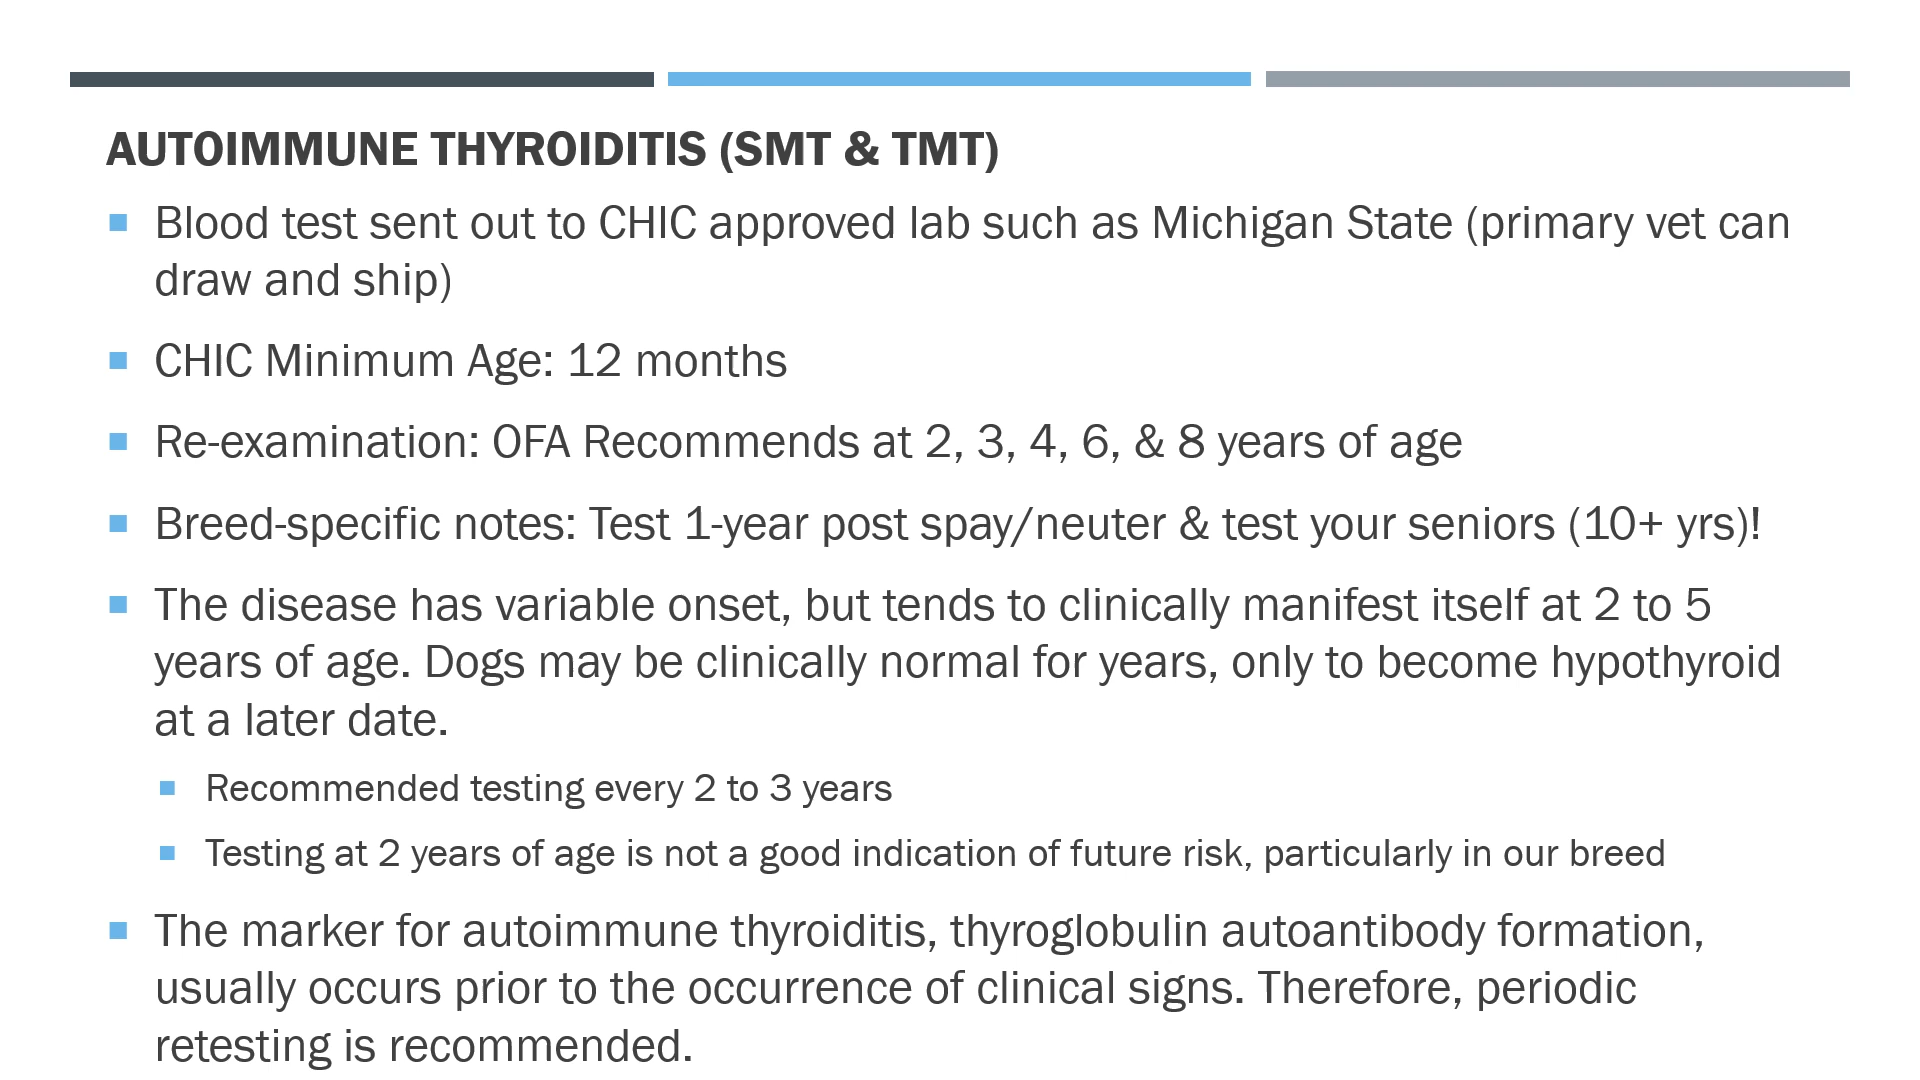 AUTOIMMUNE THYROIDITIS (SMT & TMT)
Blood test sent out to CHIC approved lab such as Michigan State (primary vet can
draw and ship)
CHIC Minimum Age: 12 months
Re-examination: OFA Recommends at 2, 3, 4, 6, & 8 years of age
Breed-specific notes: Test 1-year post spay/neuter & test your seniors (10+ yrs)!
The disease has variable onset, but tends to clinically manifest itself at 2 to 5
years of age. Dogs may be clinically normal for years, only to become hypothyroid
at a later date.
Recommended testing every 2 to 3 years
Testing at 2 years of age is not a good indication of future risk, particularly in our breed
The marker for autoimmune thyroiditis, thyroglobulin autoantibody formation,
usually occurs prior to the occurrence of clinical signs. Therefore, periodic
retesting is recommended.